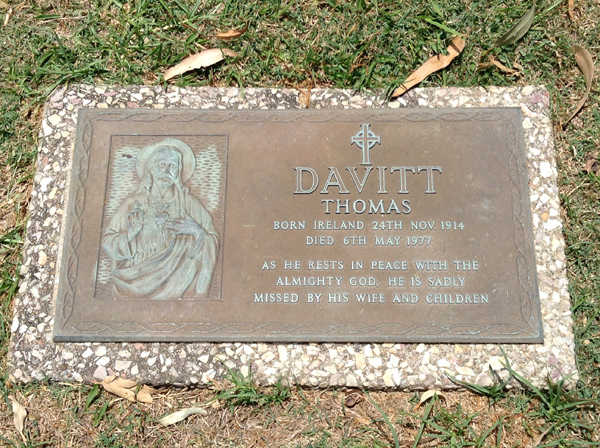 DAVITT
THOMAS
BORN IRELAND 24TH NOV. 1914
DIED 6TH MAY 1977
AS HE RESTS IN PEACE WITH THE
ALMIGHTY GOD, HE IS SADLY
MISSED BY HIS WIFE AND CHILDREN